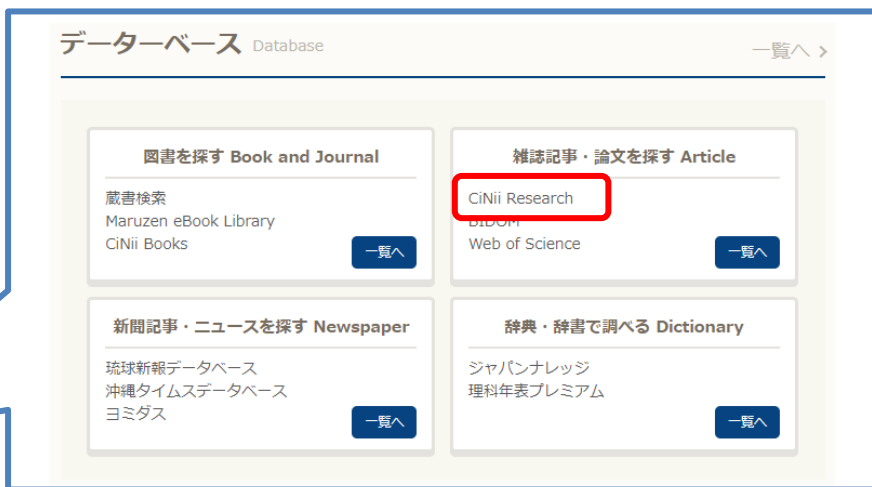 データーベース Database
一覧へ >
図書を探す Book and Journal
蔵書検索
Maruzen eBook Library
CiNii Books
一覧へ
雑誌記事・論文を探す Article
CiNii Research
BIDOM
Web of Science
一覧へ
新聞記事・ニュースを探す Newspaper
琉球新報データベース
沖縄タイムスデータベース
ヨミダス
一覧へ
辞典・辞書で調べる Dictionary
ジャパンナレッジ
理科年表プレミアム
一覧へ